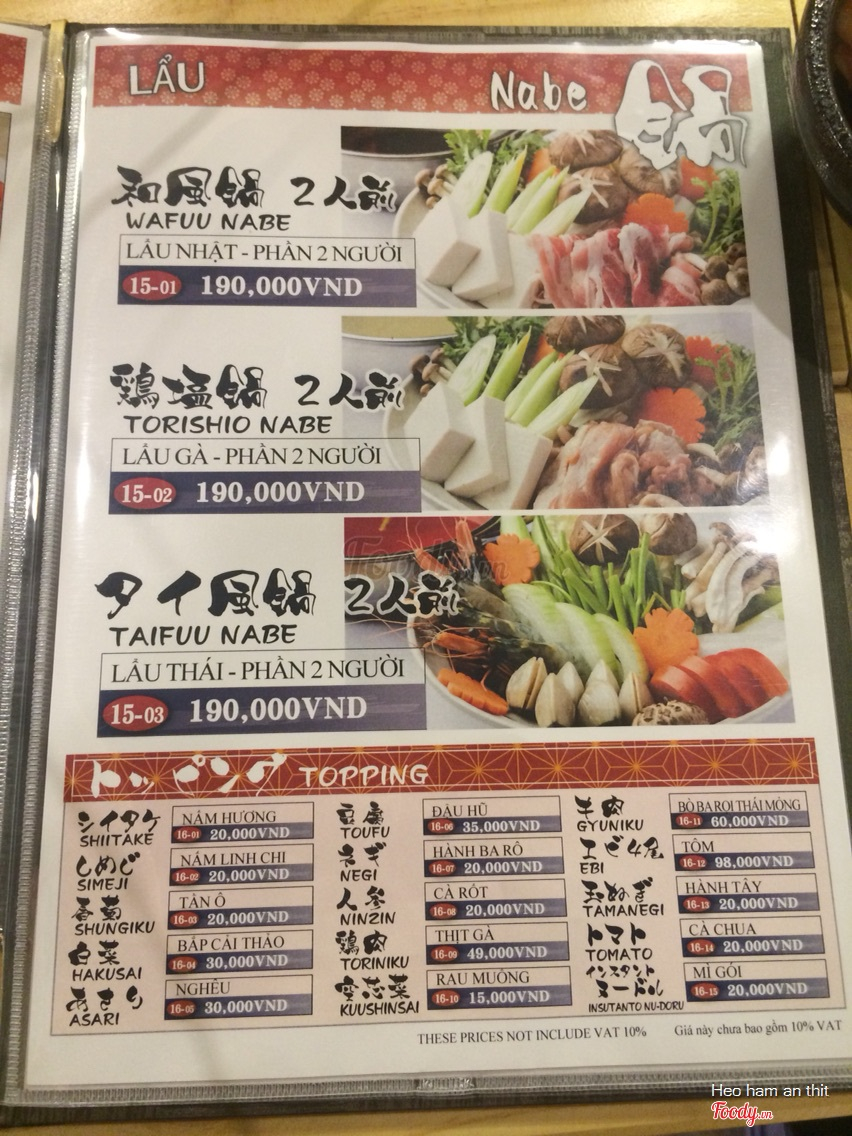 LẨU
Nabe 鍋
和風鍋 2人前
WAFUU NABE
LẨU NHẬT - PHẦN 2 NGƯỜI
15-01 190,000VND
鶏塩鍋 2人前
TORISHIO NABE
LẨU GÀ - PHẦN 2 NGƯỜI
15-02 190,000VND
タイ風鍋 2人前
TAIFUU NABE
LẨU THÁI - PHẦN 2 NGƯỜI
15-03 190,000VND
トッピング TOPPING
シイタケ
SHIITAKE
NẤM HƯƠNG
16-01 20,000VND
しめじ
SIMEJI
NẤM LINH CHI
16-02 20,000VND
春菊
SHUNGIKU
TẦN Ô
16-03 20,000VND
白菜
HAKUSAI
BẮP CẢI THẢO
16-04 30,000VND
あさり
ASARI
NGHÊU
16-05 30,000VND
豆腐
TOUFU
ĐẬU HŨ
16-06 35,000VND
ネギ
NEGI
HÀNH BA RÔ
16-07 20,000VND
人参
NINZIN
CÀ RỐT
16-08 20,000VND
鶏肉
TORINIKU
THỊT GÀ
16-09 49,000VND
空芯菜
KUUSHINSAI
RAU MUỐNG
16-10 15,000VND
牛肉
GYUNIKU
BÒ BA RỌI THÁI MỎNG
16-11 60,000VND
エビ4尾
EBI
TÔM
16-12 98,000VND
玉ねぎ
TAMANEGI
HÀNH TÂY
16-13 20,000VND
トマト
TOMATO
CÀ CHUA
16-14 20,000VND
インスタント
ヌードル
INSUTANTO NU-DORU
MÌ GÓI
16-15 20,000VND
THESE PRICES NOT INCLUDE VAT 10% Giá này chưa bao gồm 10% VAT
Heo ham an thit
Foody.vn